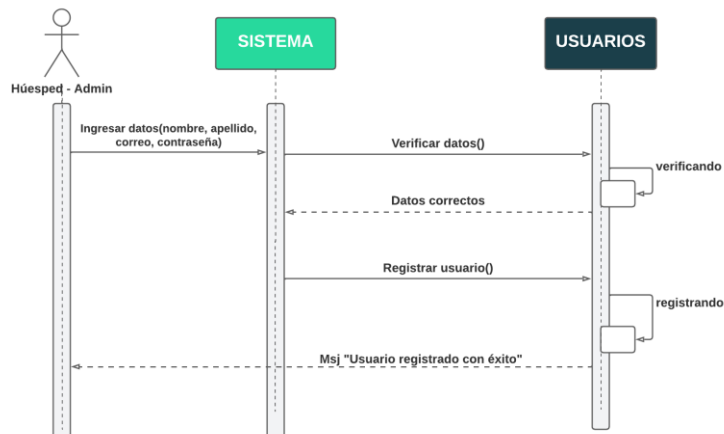 SISTEMA
USUARIOS
Húesped - Admin
Ingresar datos(nombre, apellido,
correo, contraseña)
Verificar datos()
verificando
Datos correctos
Registrar usuario()
registrando
Msj "Usuario registrado con éxito"